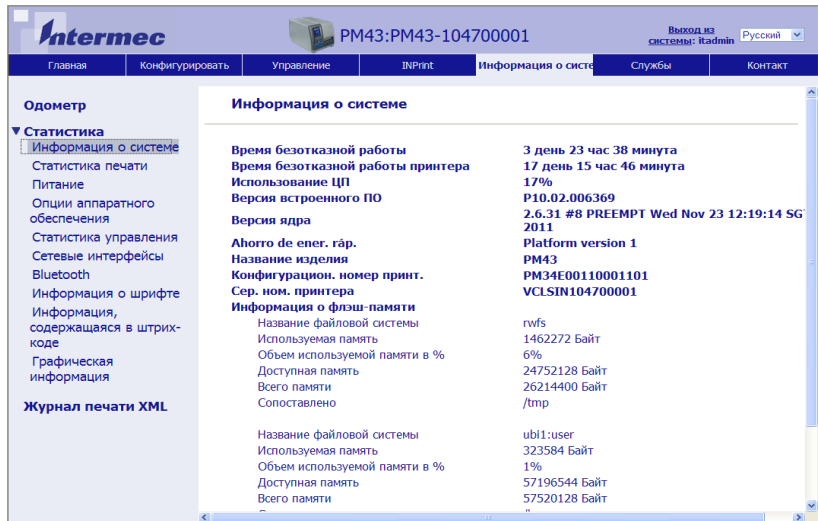 Intermec
PM43:PM43-104700001
Выход из
системы: itadmin
Русский
Главная
Конфигурировать
Управление
INPrint
Информация о систе
Службы
Контакт
Одометр
Статистика
Информация о системе
Статистика печати
Питание
Опции аппаратного
обеспечения
Статистика управления
Сетевые интерфейсы
Bluetooth
Информация о шрифте
Информация,
содержащаяся в штрих-
коде
Графическая
информация
Журнал печати XML
Информация о системе
Время безотказной работы 3 день 23 час 38 минута
Время безотказной работы принтера 17 день 15 час 46 минута
Использование ЦП 17%
Версия встроенного ПО P10.02.006369
Версия ядра 2.6.31 #8 PREEMPT Wed Nov 23 12:19:14 SGT
2011
Ahorro de ener. ráp. Platform version 1
Название изделия PM43
Конфигурацион. номер принт. PM34E00110001101
Сер. ном. принтера VCLSIN104700001
Информация о флэш-памяти
Название файловой системы rwfs
Используемая память 1462272 Байт
Объем используемой памяти в % 6%
Доступная память 24752128 Байт
Всего памяти 26214400 Байт
Сопоставлено /tmp
Название файловой системы ubi1:user
Используемая память 323584 Байт
Объем используемой памяти в % 1%
Доступная память 57196544 Байт
Всего памяти 57520128 Байт